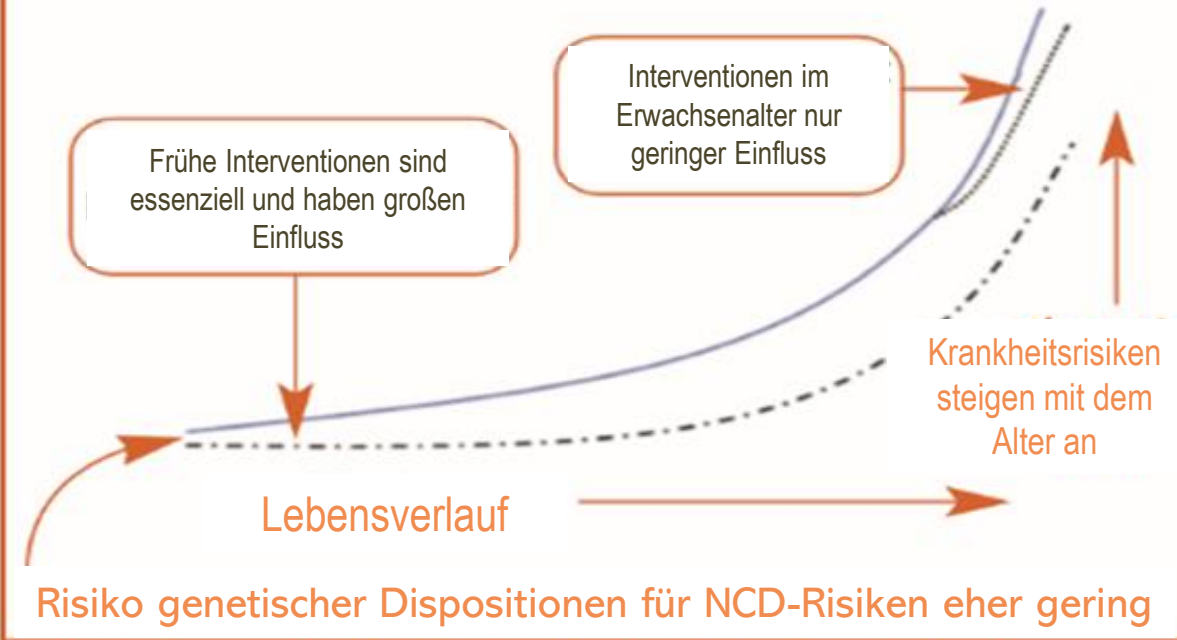 Interventionen im
Erwachsenalter nur
geringer Einfluss
Frühe Interventionen sind
essenziell und haben großen
Einfluss
Krankheitsrisiken
steigen mit dem
Alter an
Lebensverlauf
Risiko genetischer Dispositionen für NCD-Risiken eher gering